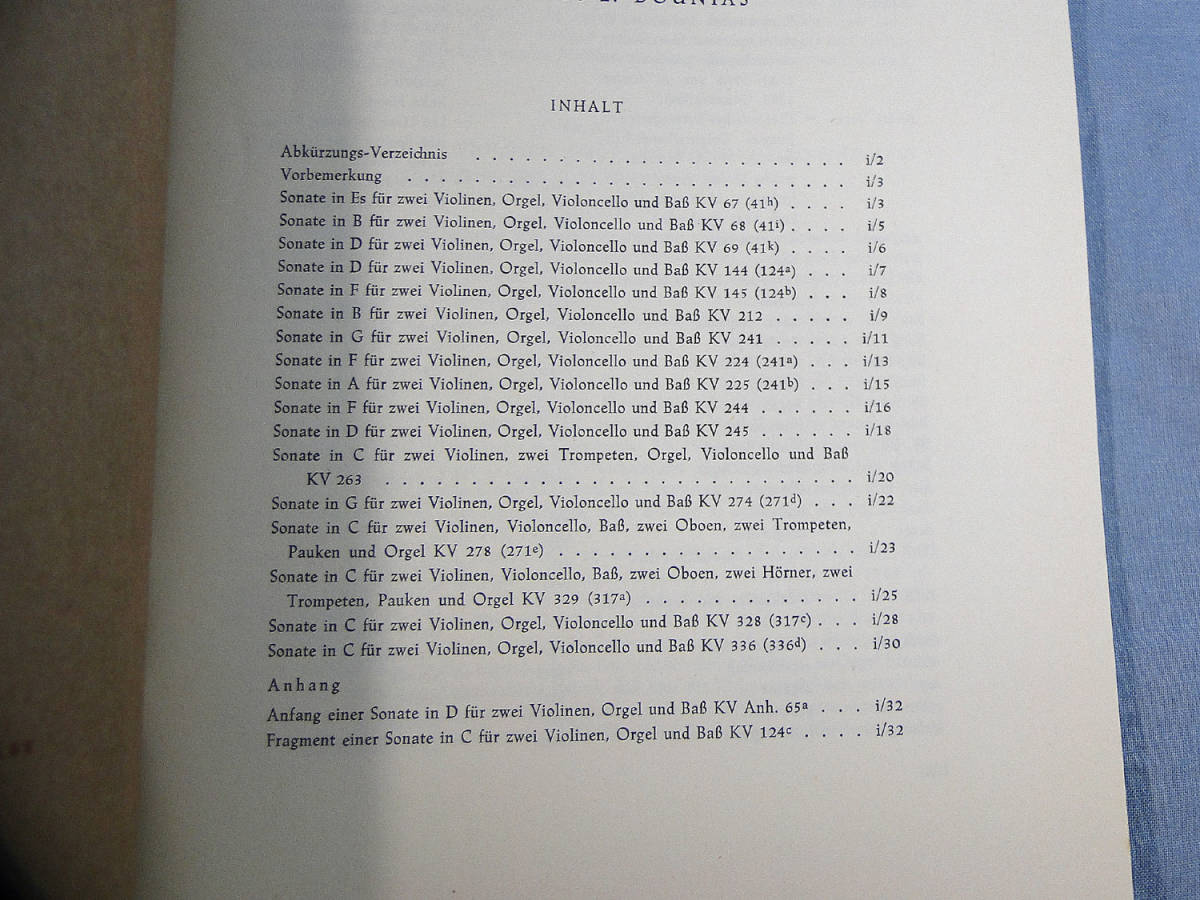 DOUNIAS
INHALT
Abkürzungs-Verzeichnis . . . . . . . . . . . . . . . . . . . . . . . i/2
Vorbemerkung . . . . . . . . . . . . . . . . . . . . . . . . . . . i/3
Sonate in Es für zwei Violinen, Orgel, Violoncello und Baß KV 67 (41ʰ) . . . . i/3
Sonate in B für zwei Violinen, Orgel, Violoncello und Baß KV 68 (41ⁱ) . . . . i/5
Sonate in D für zwei Violinen, Orgel, Violoncello und Baß KV 69 (41ᵏ) . . . . i/6
Sonate in D für zwei Violinen, Orgel, Violoncello und Baß KV 144 (124ᵃ) . . . i/7
Sonate in F für zwei Violinen, Orgel, Violoncello und Baß KV 145 (124ᵇ) . . . i/8
Sonate in B für zwei Violinen, Orgel, Violoncello und Baß KV 212 . . . . . i/9
Sonate in G für zwei Violinen, Orgel, Violoncello und Baß KV 241 . . . . . i/11
Sonate in F für zwei Violinen, Orgel, Violoncello und Baß KV 224 (241ᵃ) . . . i/13
Sonate in A für zwei Violinen, Orgel, Violoncello und Baß KV 225 (241ᵇ) . . . i/15
Sonate in F für zwei Violinen, Orgel, Violoncello und Baß KV 244 . . . . . . i/16
Sonate in D für zwei Violinen, Orgel, Violoncello und Baß KV 245 . . . . . . i/18
Sonate in C für zwei Violinen, zwei Trompeten, Orgel, Violoncello und Baß
KV 263 . . . . . . . . . . . . . . . . . . . . . . . . . . . . . i/20
Sonate in G für zwei Violinen, Orgel, Violoncello und Baß KV 274 (271ᵈ) . . . i/22
Sonate in C für zwei Violinen, Violoncello, Baß, zwei Oboen, zwei Trompeten,
Pauken und Orgel KV 278 (271ᵉ) . . . . . . . . . . . . . . . . . i/23
Sonate in C für zwei Violinen, Violoncello, Baß, zwei Oboen, zwei Hörner, zwei
Trompeten, Pauken und Orgel KV 329 (317ᵃ) . . . . . . . . . . . . . i/25
Sonate in C für zwei Violinen, Orgel, Violoncello und Baß KV 328 (317ᶜ) . . . i/28
Sonate in C für zwei Violinen, Orgel, Violoncello und Baß KV 336 (336ᵈ) . . . i/30
Anhang
Anfang einer Sonate in D für zwei Violinen, Orgel und Baß KV Anh. 65ᵃ . . . i/32
Fragment einer Sonate in C für zwei Violinen, Orgel und Baß KV 124ᶜ . . . . i/32